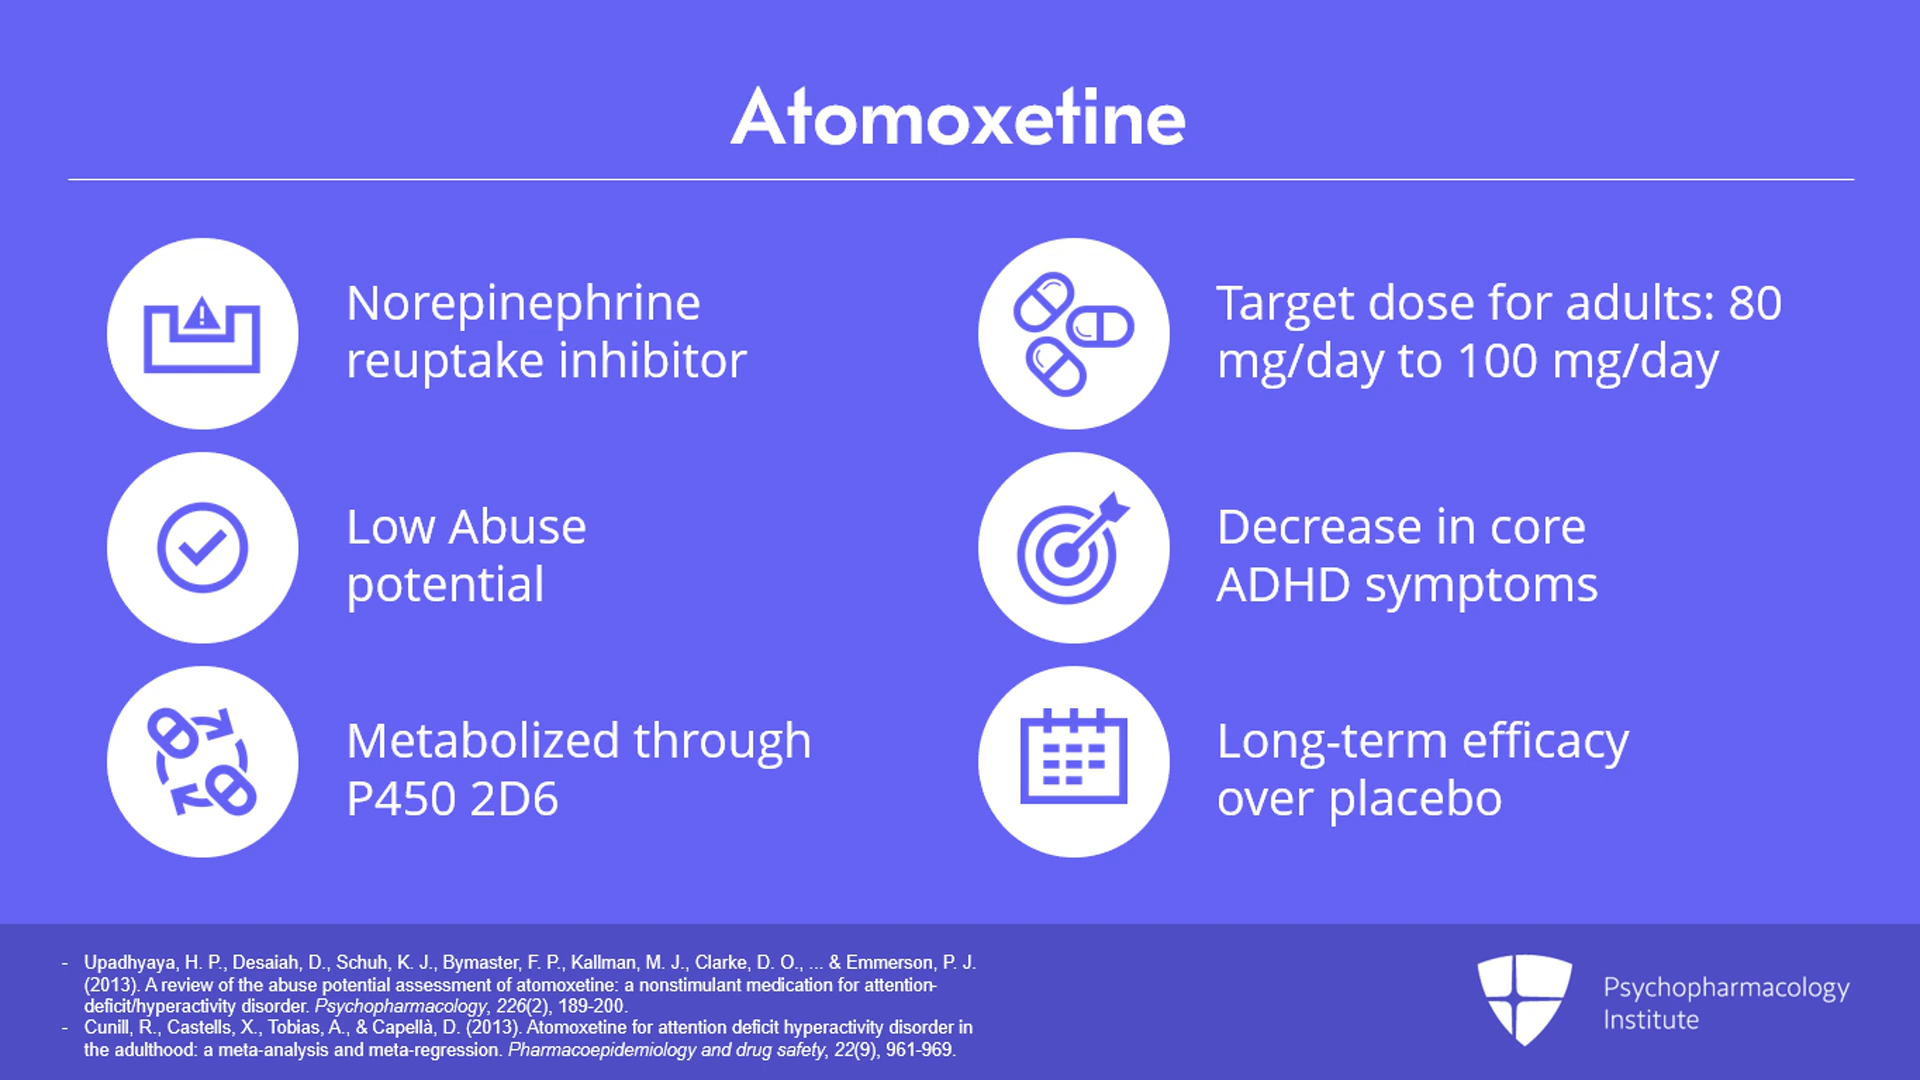 Atomoxetine
Norepinephrine
reuptake inhibitor
Low Abuse
potential
Metabolized through
P450 2D6
Target dose for adults: 80
mg/day to 100 mg/day
Decrease in core
ADHD symptoms
Long-term efficacy
over placebo
- Upadhyaya, H. P., Desaiah, D., Schuh, K. J., Bymaster, F. P., Kallman, M. J., Clarke, D. O., ... & Emmerson, P. J.
(2013). A review of the abuse potential assessment of atomoxetine: a nonstimulant medication for attention-
deficit/hyperactivity disorder. Psychopharmacology, 226(2), 189-200.
- Cunill, R., Castells, X., Tobias, A., & Capellà, D. (2013). Atomoxetine for attention deficit hyperactivity disorder in
the adulthood: a meta-analysis and meta-regression. Pharmacoepidemiology and drug safety, 22(9), 961-969.
Psychopharmacology
Institute